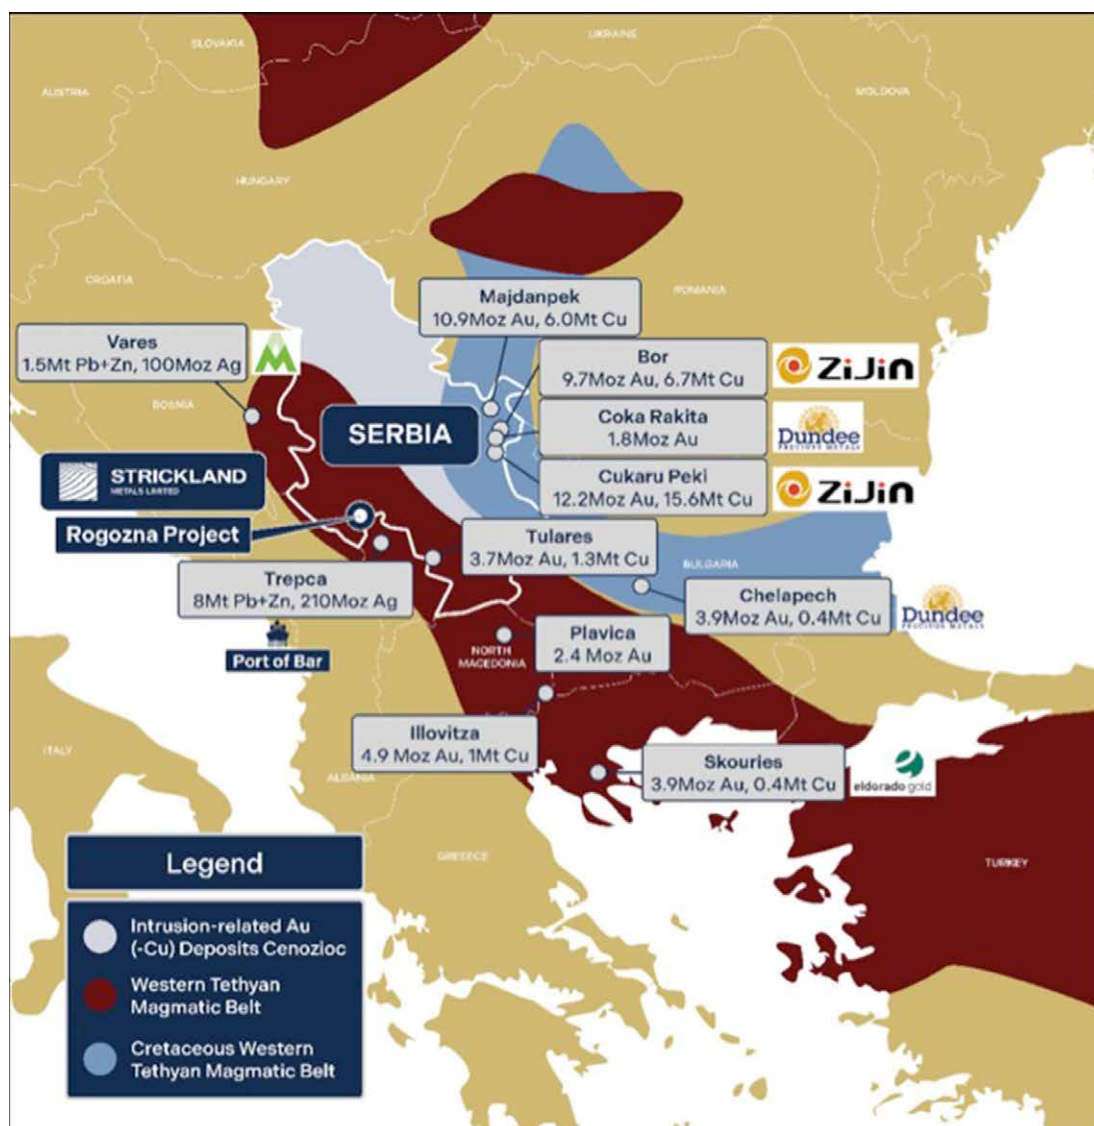 SLOVAKIA
UKRAINE
AUSTRIA
MOLDOVA
HUNGARY
CROATIA
ROMANIA
Majdanpek
10.9Moz Au, 6.0Mt Cu
Vares
1.5Mt Pb+Zn, 100Moz Ag
Bor
9.7Moz Au, 6.7Mt Cu
ZiJin
BOSNIA
SERBIA
Coka Rakita
1.8Moz Au
Dundee
PRECIOUS METALS
STRICKLAND
METALS LIMITED
Cukaru Peki
12.2Moz Au, 15.6Mt Cu
ZiJin
Rogozna Project
Tulares
3.7Moz Au, 1.3Mt Cu
BULGARIA
Trepca
8Mt Pb+Zn, 210Moz Ag
Chelapech
3.9Moz Au, 0.4Mt Cu
Dundee
PRECIOUS METALS
Port of Bar
Plavica
2.4 Moz Au
NORTH
MACEDONIA
ITALY
Illovitza
4.9 Moz Au, 1Mt Cu
ALBANIA
Skouries
3.9Moz Au, 0.4Mt Cu
eldorado gold
GREECE
TURKEY
Legend
Intrusion-related Au
(-Cu) Deposits Cenozioc
Western Tethyan
Magmatic Belt
Cretaceous Western
Tethyan Magmatic Belt